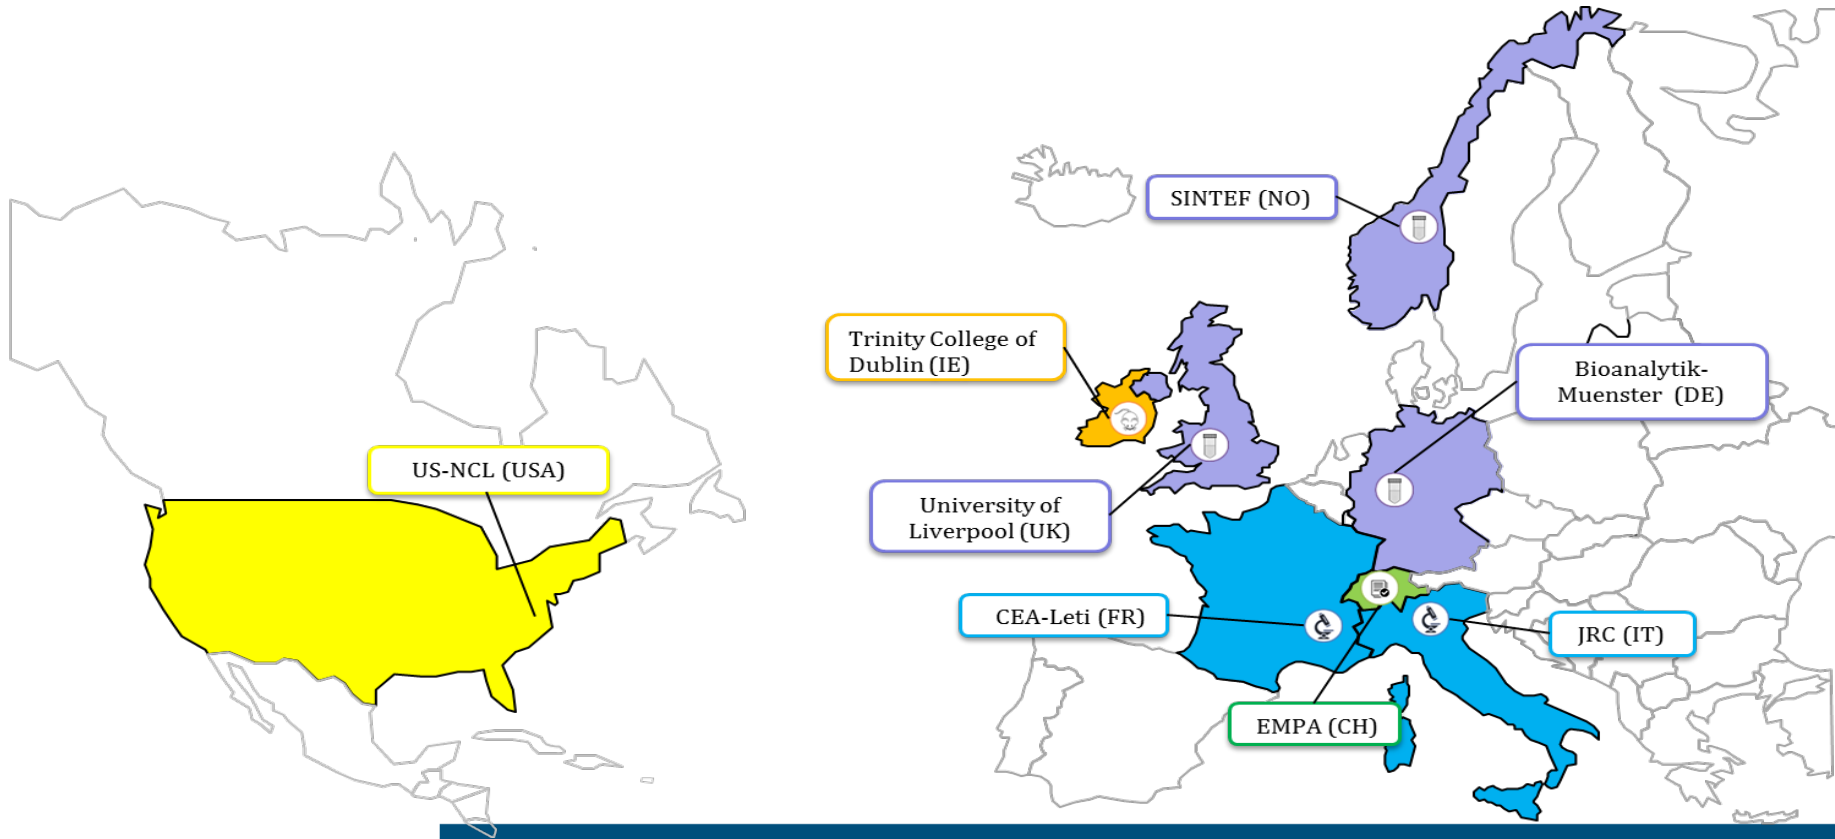 SINTEF (NO)
Trinity College of
Dublin (IE)
Bioanalytik-
Muenster (DE)
US-NCL (USA)
University of
Liverpool (UK)
CEA-Leti (FR)
JRC (IT)
EMPA (CH)